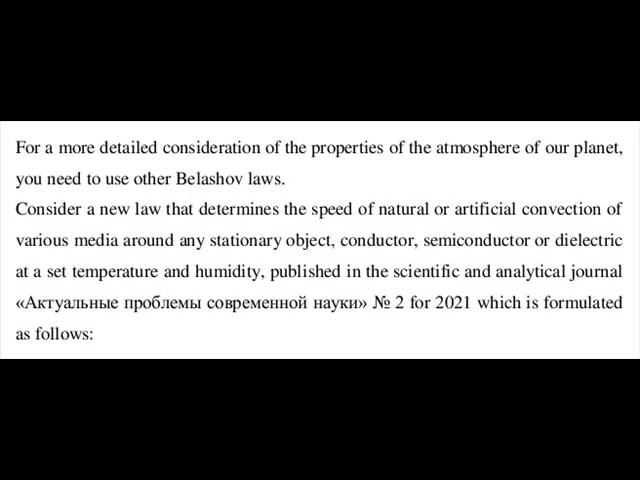 For a more detailed consideration of the properties of the atmosphere of our planet,
you need to use other Belashov laws.
Consider a new law that determines the speed of natural or artificial convection of
various media around any stationary object, conductor, semiconductor or dielectric
at a set temperature and humidity, published in the scientific and analytical journal
«Актуальные проблемы современной науки» № 2 for 2021 which is formulated
as follows: